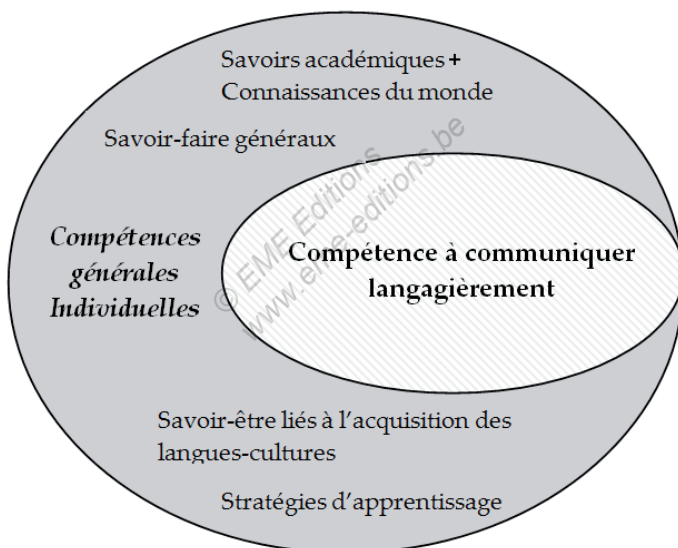 Savoirs académiques +
Connaissances du monde
Savoir-faire généraux
© EME Editions
www.eme-editions.be
Compétences
générales
Individuelles
Compétence à communiquer
langagièrement
Savoir-être liés à l'acquisition des
langues-cultures
Stratégies d'apprentissage